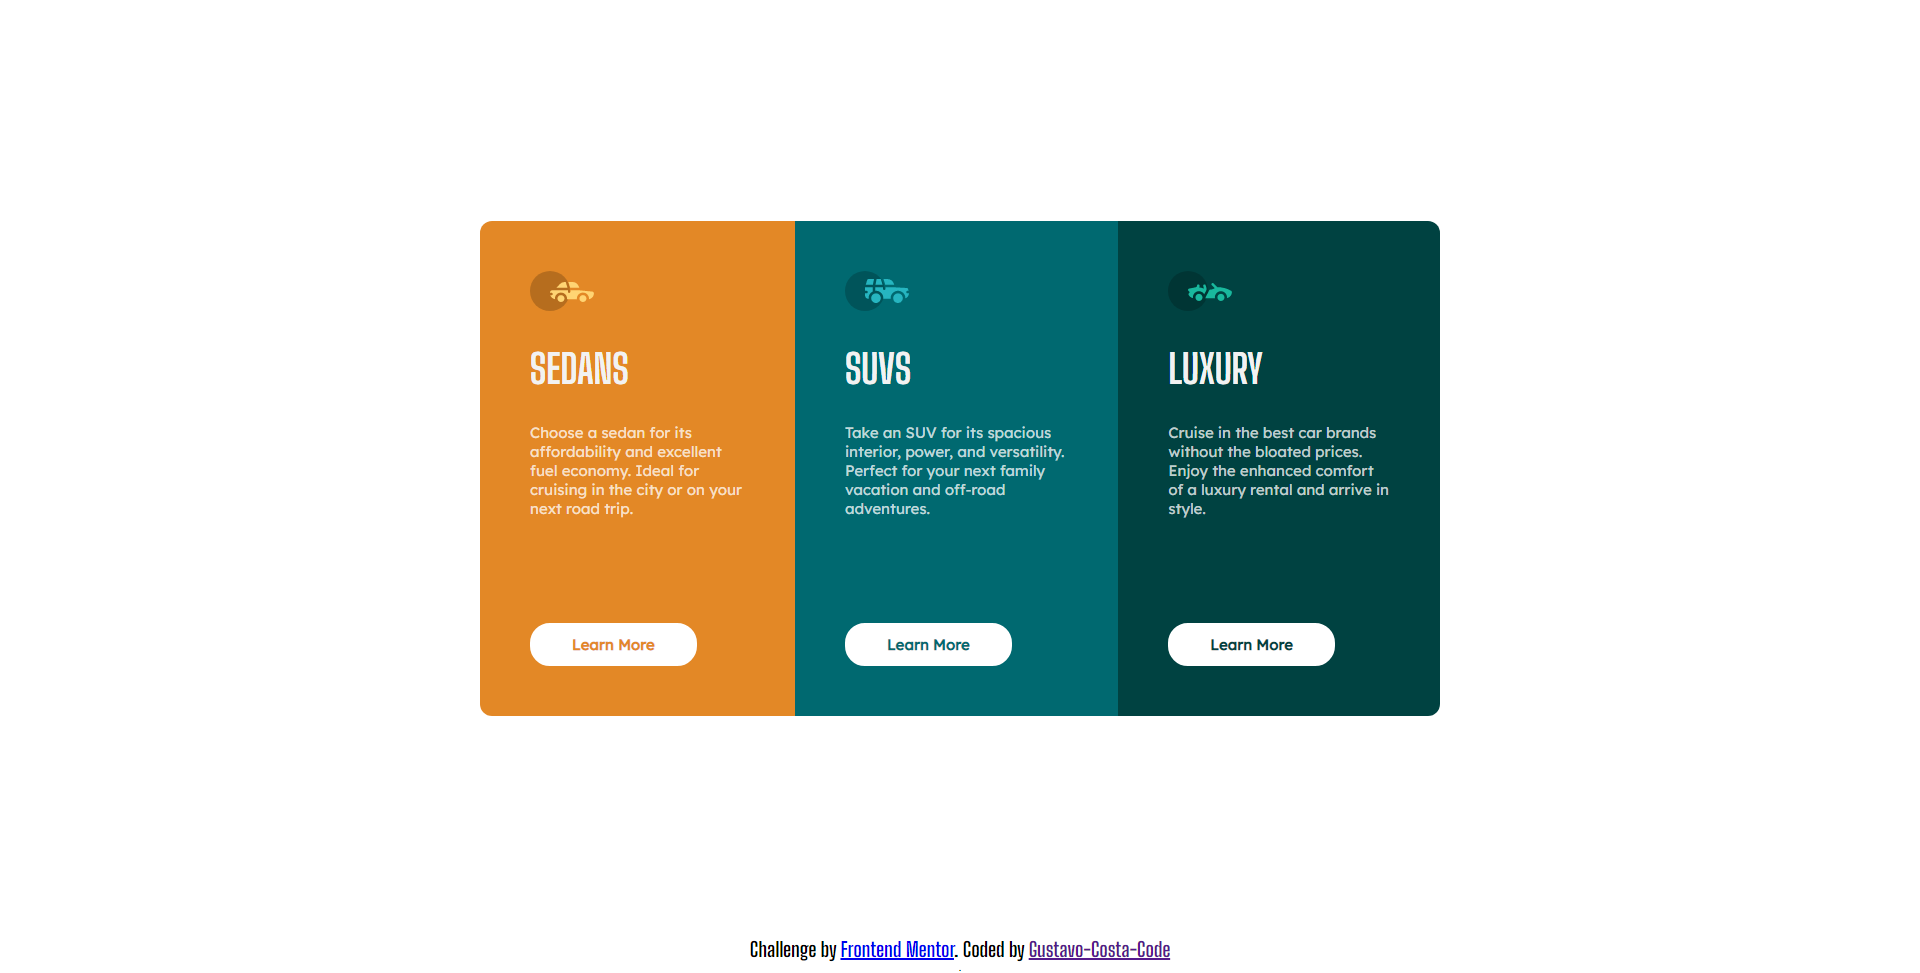 SEDANS
Choose a sedan for its
affordability and excellent
fuel economy. Ideal for
cruising in the city or on your
next road trip.
Learn More
SUVS
Take an SUV for its spacious
interior, power, and versatility.
Perfect for your next family
vacation and off-road
adventures.
Learn More
LUXURY
Cruise in the best car brands
without the bloated prices.
Enjoy the enhanced comfort
of a luxury rental and arrive in
style.
Learn More
Challenge by Frontend Mentor. Coded by Gustavo-Costa-Code